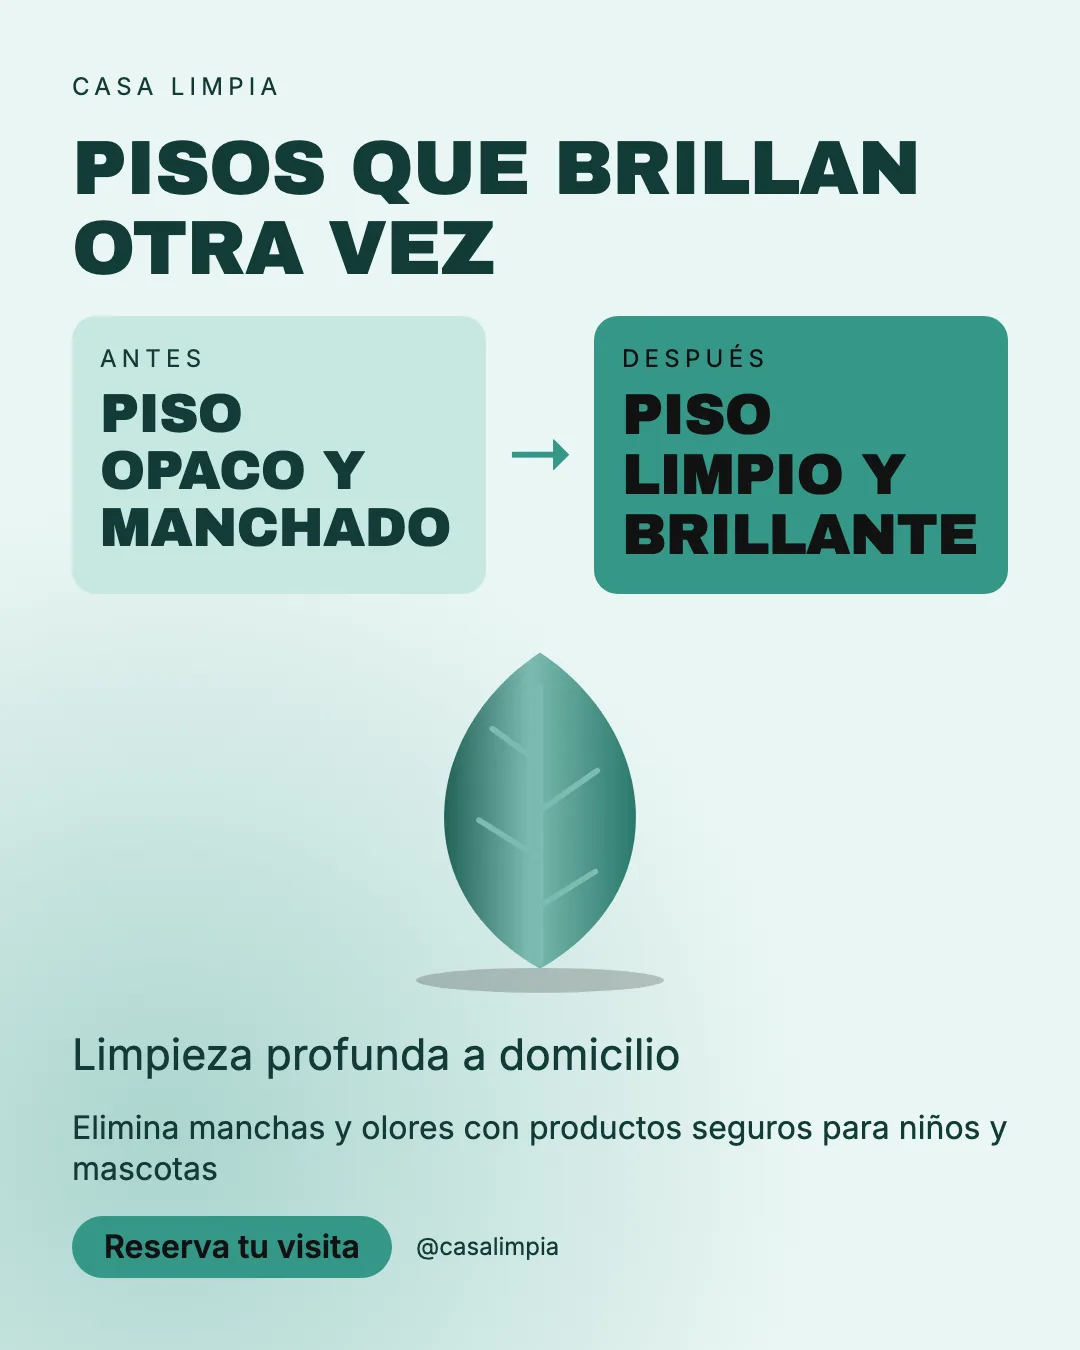 CASA LIMPIA
PISOS QUE BRILLAN
OTRA VEZ
ANTES
PISO
OPACO Y
MANCHADO
DESPUÉS
PISO
LIMPIO Y
BRILLANTE
Limpieza profunda a domicilio
Elimina manchas y olores con productos seguros para niños y
mascotas
Reserva tu visita
@casalimpia